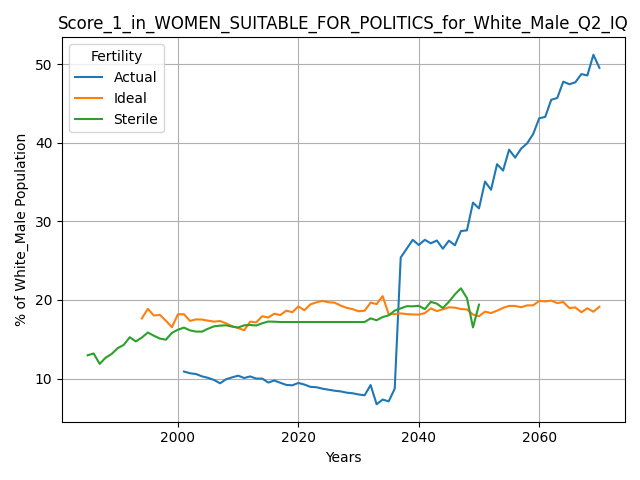 Score_1_in_WOMEN_SUITABLE_FOR_POLITICS_for_White_Male_Q2_IQ
Fertility
Actual
Ideal
Sterile
% of White_Male Population
50
40
30
20
10
2000
2020
2040
2060
Years